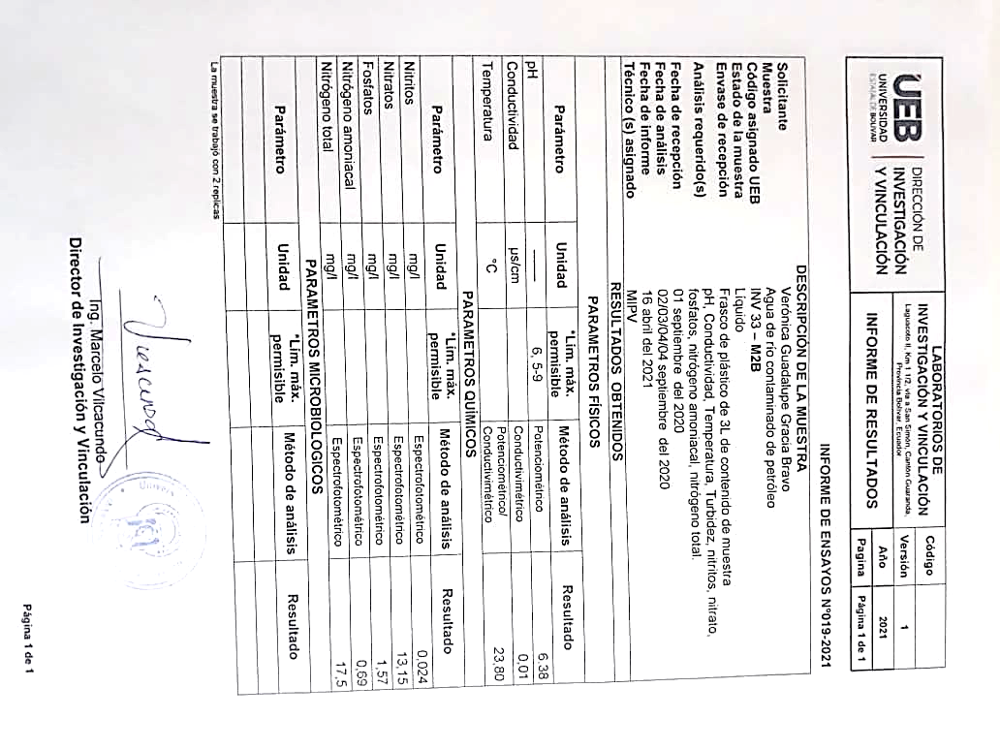 UEB
UNIVERSIDAD
ESTATAL DE BOLIVAR
DIRECCIÓN DE
INVESTIGACIÓN
Y VINCULACIÓN
LABORATORIOS DE
INVESTIGACIÓN Y VINCULACIÓN
Laguacoto II, Km 1 1/2, vía a San Simón, Cantón Guaranda,
Provincia Bolívar, Ecuador
INFORME DE RESULTADOS
Código
Versión 1
Año 2021
Pagina Página 1 de 1
INFORME DE ENSAYOS N°019-2021
DESCRIPCIÓN DE LA MUESTRA
Solicitante Verónica Guadalupe Gracia Bravo
Muestra Agua de río contaminado de petróleo
Código asignado UEB INV 33 – M2B
Estado de la muestra Líquido
Envase de recepción Frasco de plástico de 3L de contenido de muestra
Análisis requerido(s) pH, Conductividad, Temperatura, Turbidez, nitritos, nitrato,
fosfatos, nitrógeno amoniacal, nitrógeno total.
Fecha de recepción 01 septiembre del 2020
Fecha de análisis 02/03/04/04 septiembre del 2020
Fecha de informe 16 abril del 2021
Técnico (s) asignado MIPV
RESULTADOS OBTENIDOS
PARAMETROS FÍSICOS
Parámetro Unidad *Lim. máx. permisible Método de análisis Resultado
pH ------ 6, 5-9 Potenciométrico 6,38
Conductividad µs/cm Conductivimétrico 0,01
Temperatura °C Potenciométrico/ Conductivimétrico 23,80
PARAMETROS QUÍMICOS
Parámetro Unidad *Lim. máx. permisible Método de análisis Resultado
Nitritos mg/l Espectrofotométrico 0,024
Nitratos mg/l Espectrofotométrico 13,15
Fosfatos mg/l Espectrofotométrico 1,57
Nitrógeno amoniacal mg/l Espectrofotométrico 0,69
Nitrógeno total mg/l Espectrofotométrico 17,5
PARAMETROS MICROBIOLOGICOS
Parámetro Unidad *Lim. máx. permisible Método de análisis Resultado
La muestra se trabajó con 2 replicas
Ing. Marcelo Vilcacundo
Director de Investigación y Vinculación
Página 1 de 1